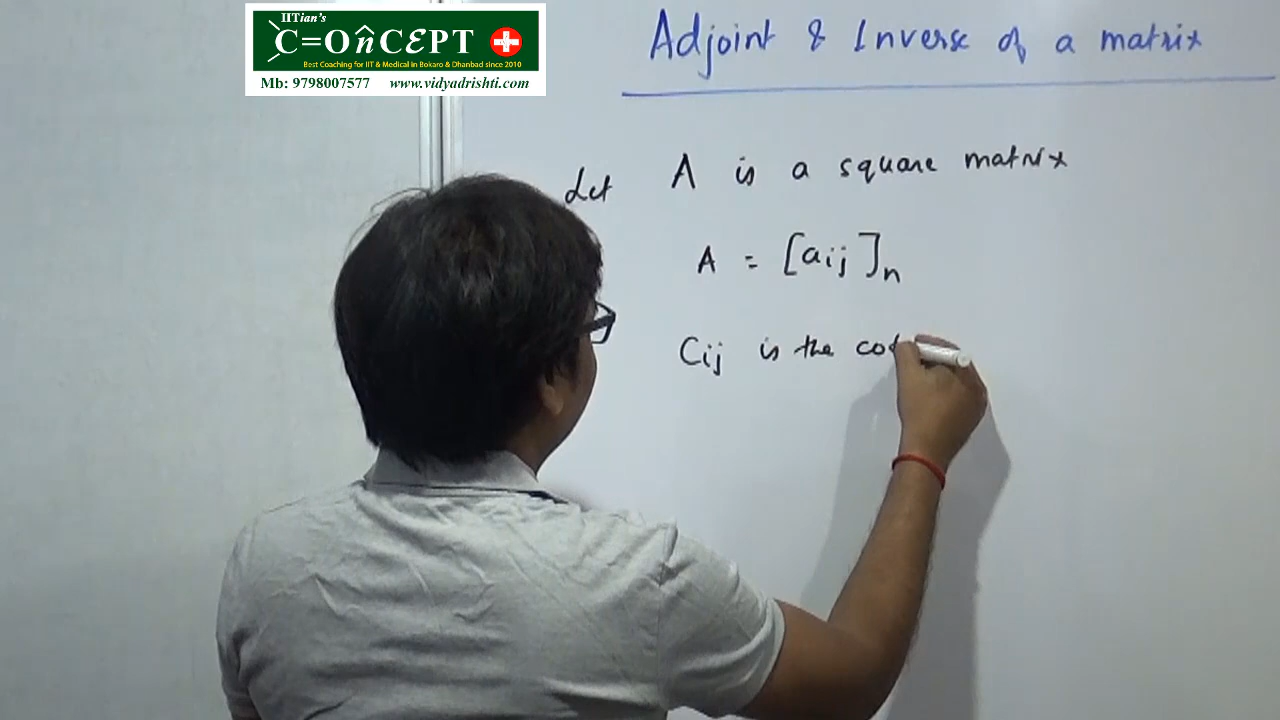 IITian's
C=OnCEPT
Best Coaching for IIT & Medical in Bokaro & Dhanbad since 2010
Mb: 9798007577 www.vidyadrishti.com
Adjoint & Inverse of a matrix
Let A is a square matrix
A = [aij]n
Cij is the cof